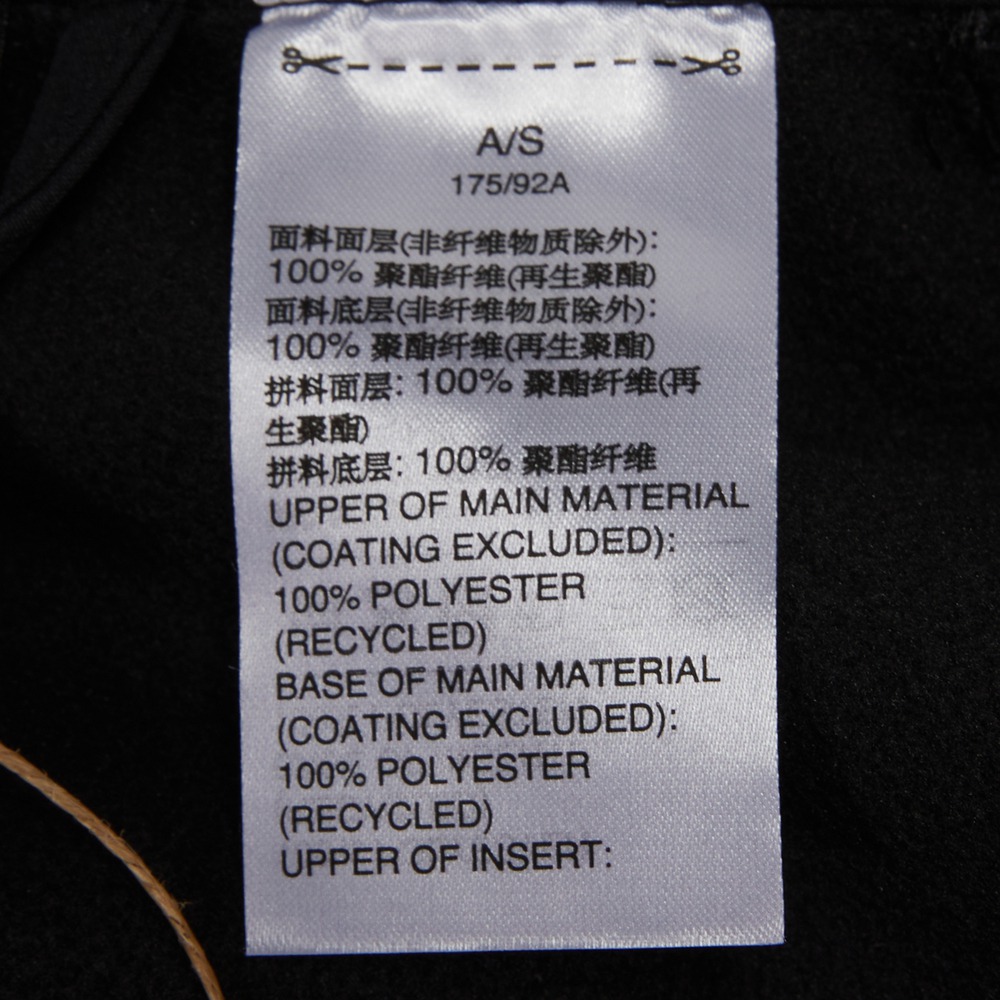 A/S
175/92A
面料面层(非纤维物质除外):
100% 聚酯纤维(再生聚酯)
面料底层(非纤维物质除外):
100% 聚酯纤维(再生聚酯)
拼料面层: 100% 聚酯纤维(再
生聚酯)
拼料底层: 100% 聚酯纤维
UPPER OF MAIN MATERIAL
(COATING EXCLUDED):
100% POLYESTER
(RECYCLED)
BASE OF MAIN MATERIAL
(COATING EXCLUDED):
100% POLYESTER
(RECYCLED)
UPPER OF INSERT: